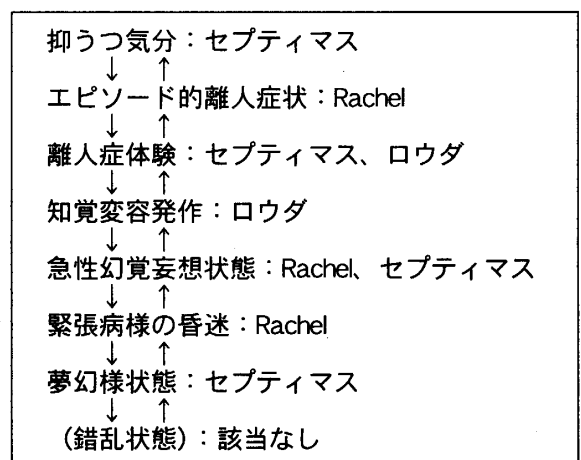 抑うつ気分：セプティマス
↓ ↑
エピソード的離人症状：Rachel
↓ ↑
離人症体験：セプティマス、ロウダ
↓ ↑
知覚変容発作：ロウダ
↓ ↑
急性幻覚妄想状態：Rachel、セプティマス
↓ ↑
緊張病様の昏迷：Rachel
↓ ↑
夢幻様状態：セプティマス
↓ ↑
（錯乱状態）：該当なし